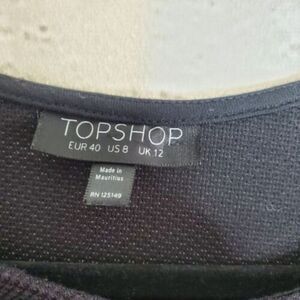 TOPSHOP
EUR 40 US 8 UK 12
Made in
Mauritius
RN 125149